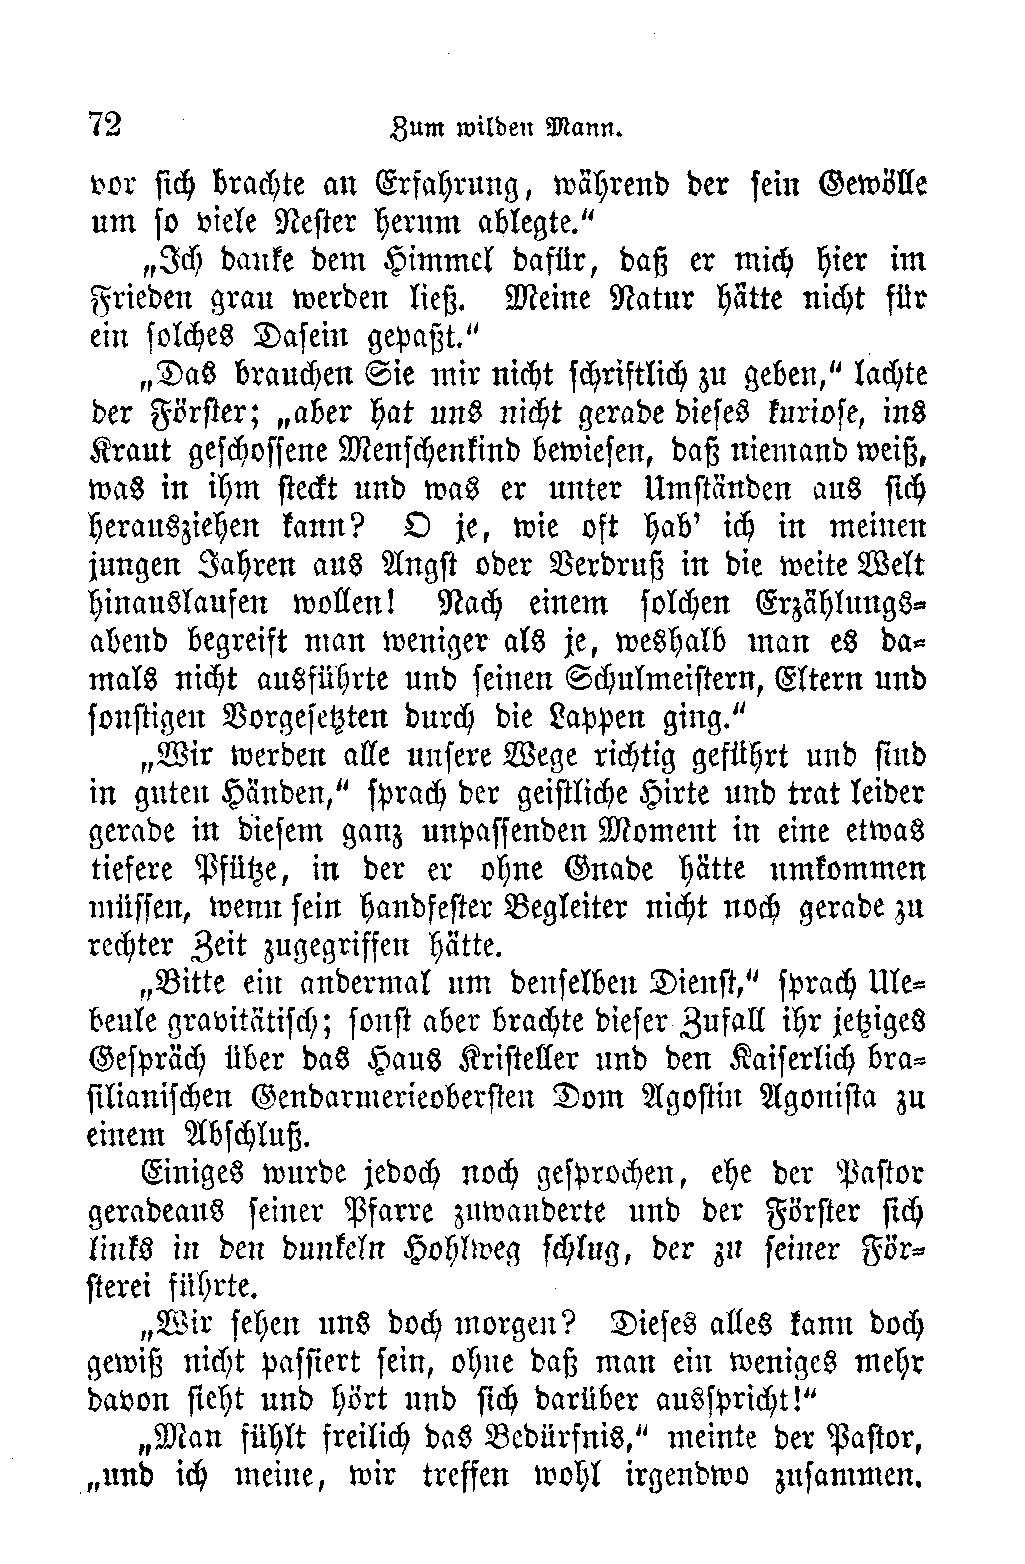 72 Zum wilden Mann.
vor sich brachte an Erfahrung, während der sein Gewölle
um so viele Nester herum ablegte.“
„Ich danke dem Himmel dafür, daß er mich hier im
Frieden grau werden ließ. Meine Natur hätte nicht für
ein solches Dasein gepaßt.“
„Das brauchen Sie mir nicht schriftlich zu geben,“ lachte
der Förster; „aber hat uns nicht gerade dieses kuriose, ins
Kraut geschossene Menschenkind bewiesen, daß niemand weiß,
was in ihm steckt und was er unter Umständen aus sich
herausziehen kann? O je, wie oft hab’ ich in meinen
jungen Jahren aus Angst oder Verdruß in die weite Welt
hinauslaufen wollen! Nach einem solchen Erzählungs-
abend begreift man weniger als je, weshalb man es da-
mals nicht ausführte und seinen Schulmeistern, Eltern und
sonstigen Vorgesetzten durch die Lappen ging.“
„Wir werden alle unsere Wege richtig geführt und sind
in guten Händen,“ sprach der geistliche Hirte und trat leider
gerade in diesem ganz unpassenden Moment in eine etwas
tiefere Pfütze, in der er ohne Gnade hätte umkommen
müssen, wenn sein handfester Begleiter nicht noch gerade zu
rechter Zeit zugegriffen hätte.
„Bitte ein andermal um denselben Dienst,“ sprach Ule-
beule gravitätisch; sonst aber brachte dieser Zufall ihr jetziges
Gespräch über das Haus Kristeller und den Kaiserlich bra-
silianischen Gendarmerieobersten Dom Agostin Agonista zu
einem Abschluß.
Einiges wurde jedoch noch gesprochen, ehe der Pastor
geradeaus seiner Pfarre zuwanderte und der Förster sich
links in den dunkeln Hohlweg schlug, der zu seiner För-
sterei führte.
„Wir sehen uns doch morgen? Dieses alles kann doch
gewiß nicht passiert sein, ohne daß man ein weniges mehr
davon sieht und hört und sich darüber ausspricht!“
„Man fühlt freilich das Bedürfnis,“ meinte der Pastor,
„und ich meine, wir treffen wohl irgendwo zusammen.